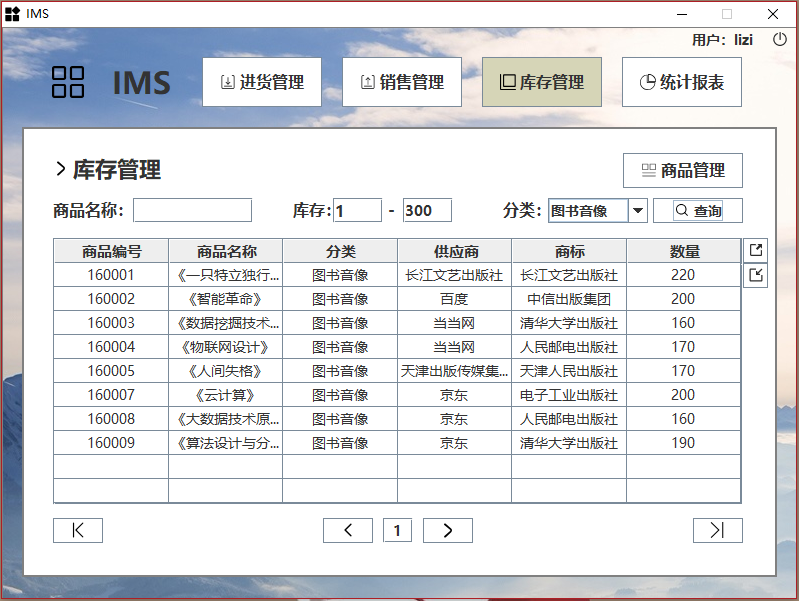 IMS
用户：lizi
IMS 进货管理 销售管理 库存管理 统计报表
库存管理 商品管理
商品名称： 库存：1 - 300 分类：图书音像 查询
商品编号 商品名称 分类 供应商 商标 数量
160001 《一只特立独行... 图书音像 长江文艺出版社 长江文艺出版社 220
160002 《智能革命》 图书音像 百度 中信出版集团 200
160003 《数据挖掘技术... 图书音像 当当网 清华大学出版社 160
160004 《物联网设计》 图书音像 当当网 人民邮电出版社 170
160005 《人间失格》 图书音像 天津出版传媒集... 天津人民出版社 170
160007 《云计算》 图书音像 京东 电子工业出版社 200
160008 《大数据技术原... 图书音像 京东 人民邮电出版社 160
160009 《算法设计与分... 图书音像 京东 清华大学出版社 190
1